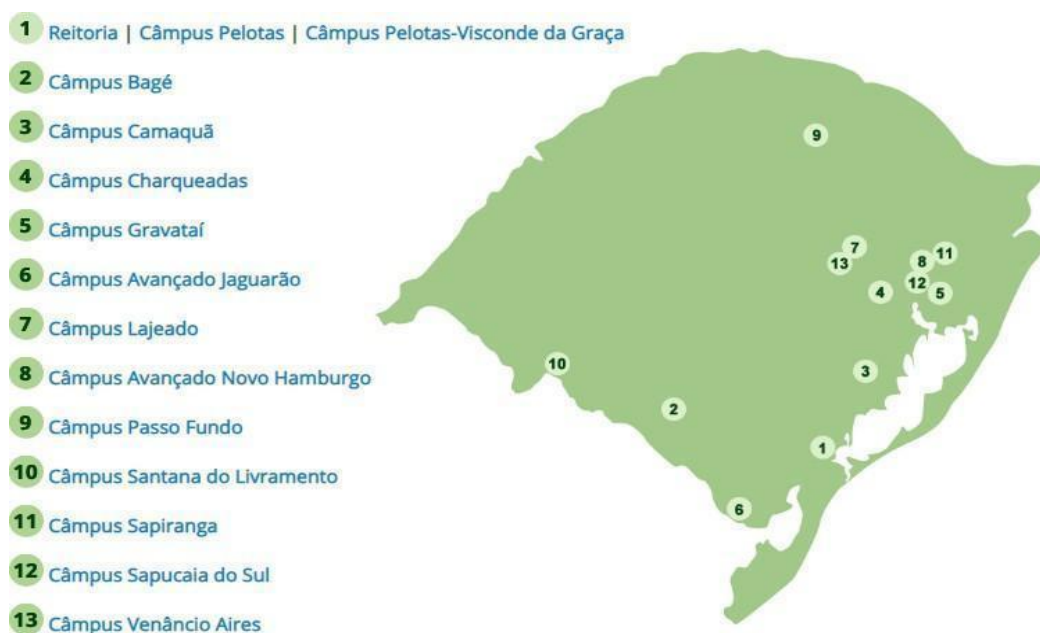 1 Reitoria | Câmpus Pelotas | Câmpus Pelotas-Visconde da Graça
2 Câmpus Bagé
3 Câmpus Camaquã
4 Câmpus Charqueadas
5 Câmpus Gravataí
6 Câmpus Avançado Jaguarão
7 Câmpus Lajeado
8 Câmpus Avançado Novo Hamburgo
9 Câmpus Passo Fundo
10 Câmpus Santana do Livramento
11 Câmpus Sapiranga
12 Câmpus Sapucaia do Sul
13 Câmpus Venâncio Aires
9
7
11
8
13
12
4
5
10
3
2
1
6